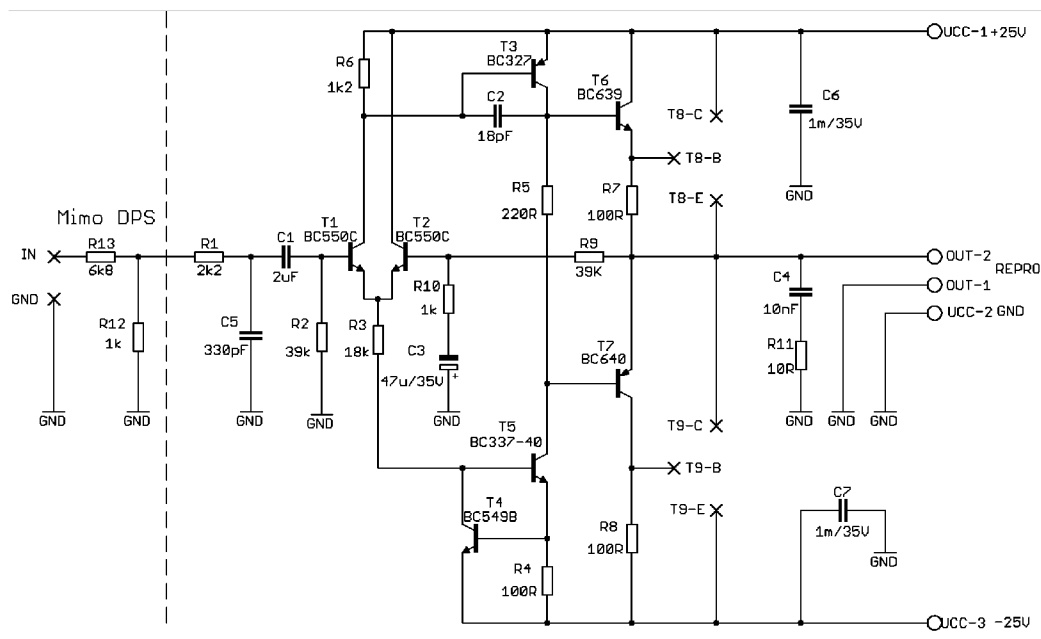 UCC-1+25V
T3
BC327
R6
1k2
T6
BC639
C2
18pF
C6
1m/35V
T8-C
T8-B
T8-E
GND
R5
220R
R7
100R
Mimo DPS
T1
BC550C
T2
BC550C
IN
R13
6k8
R1
2k2
C1
2uF
R9
39K
OUT-2
REPRO
OUT-1
UCC-2 GND
GND
R12
1k
C5
330pF
R2
39k
R3
18k
R10
1k
C3
47u/35V
+
C4
10nF
R11
10R
T7
BC640
GND
GND
GND
GND
GND
GND
GND
GND
T5
BC337-40
T9-C
T9-B
T9-E
T4
BC549B
C7
1m/35V
GND
R8
100R
R4
100R
UCC-3 -25V